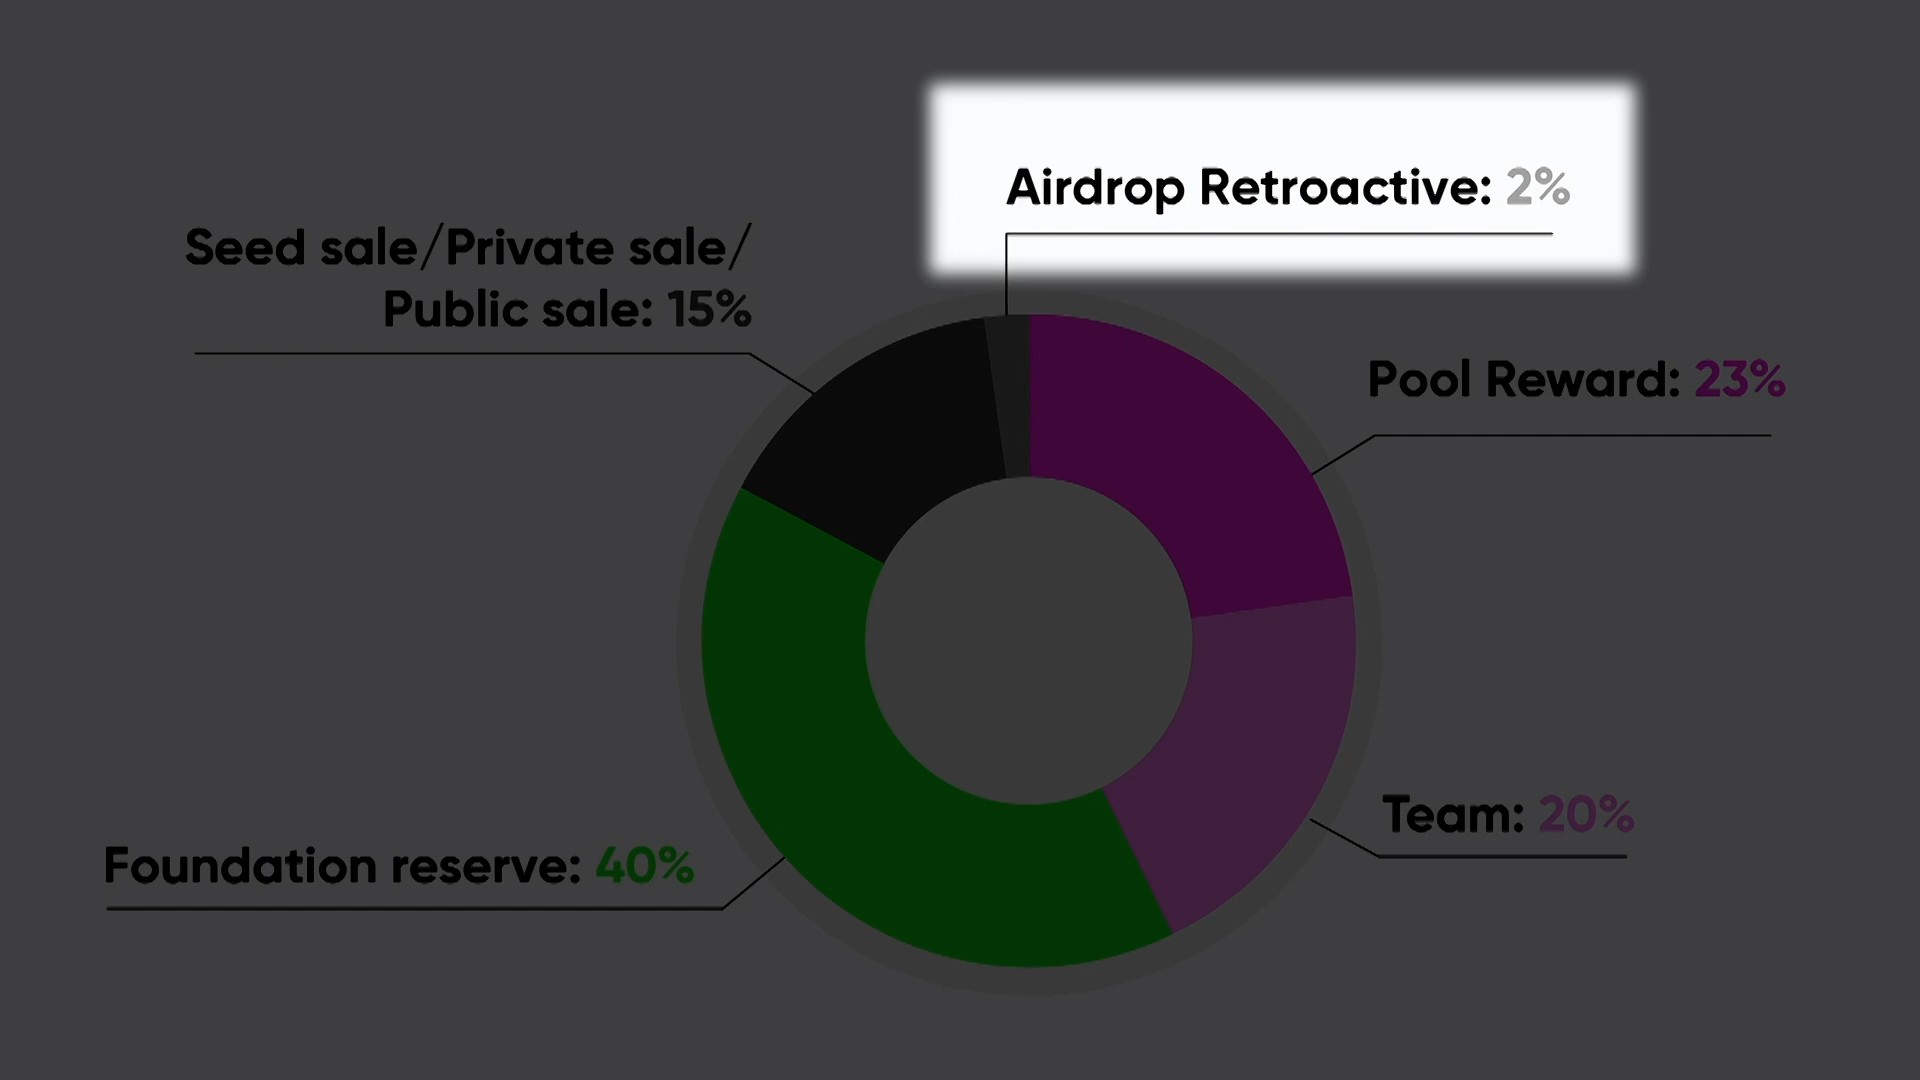 Airdrop Retroactive: 2%
Seed sale/Private sale/
Public sale: 15%
Pool Reward: 23%
Team: 20%
Foundation reserve: 40%